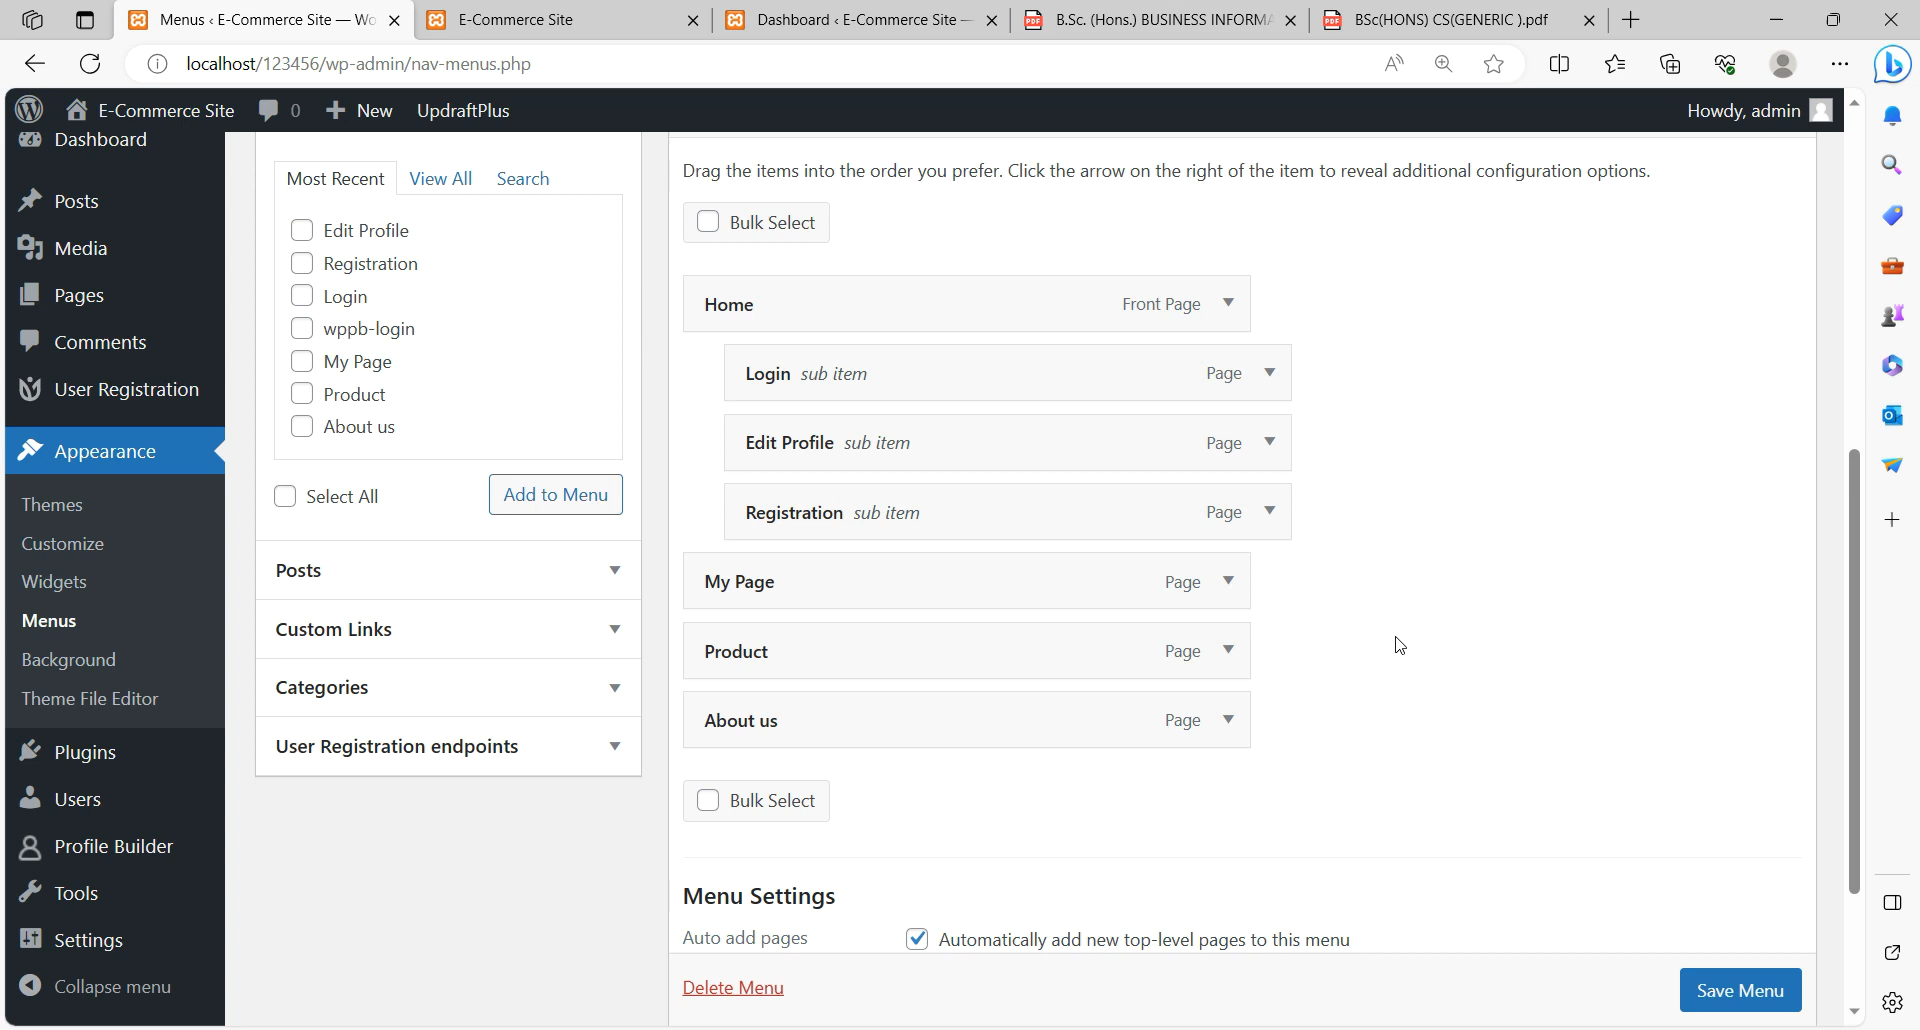 Menus ‹ E-Commerce Site — Wo
E-Commerce Site
Dashboard ‹ E-Commerce Site —
B.Sc. (Hons.) BUSINESS INFORMA
BSc(HONS) CS(GENERIC ).pdf
localhost/123456/wp-admin/nav-menus.php
E-Commerce Site
0
New
UpdraftPlus
Howdy, admin
Dashboard
Posts
Media
Pages
Comments
User Registration
Appearance
Themes
Customize
Widgets
Menus
Background
Theme File Editor
Plugins
Users
Profile Builder
Tools
Settings
Collapse menu
Most Recent
View All
Search
Edit Profile
Registration
Login
wppb-login
My Page
Product
About us
Select All
Add to Menu
Posts
Custom Links
Categories
User Registration endpoints
Drag the items into the order you prefer. Click the arrow on the right of the item to reveal additional configuration options.
Bulk Select
Home Front Page
Login sub item Page
Edit Profile sub item Page
Registration sub item Page
My Page Page
Product Page
About us Page
Bulk Select
Menu Settings
Auto add pages
Automatically add new top-level pages to this menu
Delete Menu
Save Menu